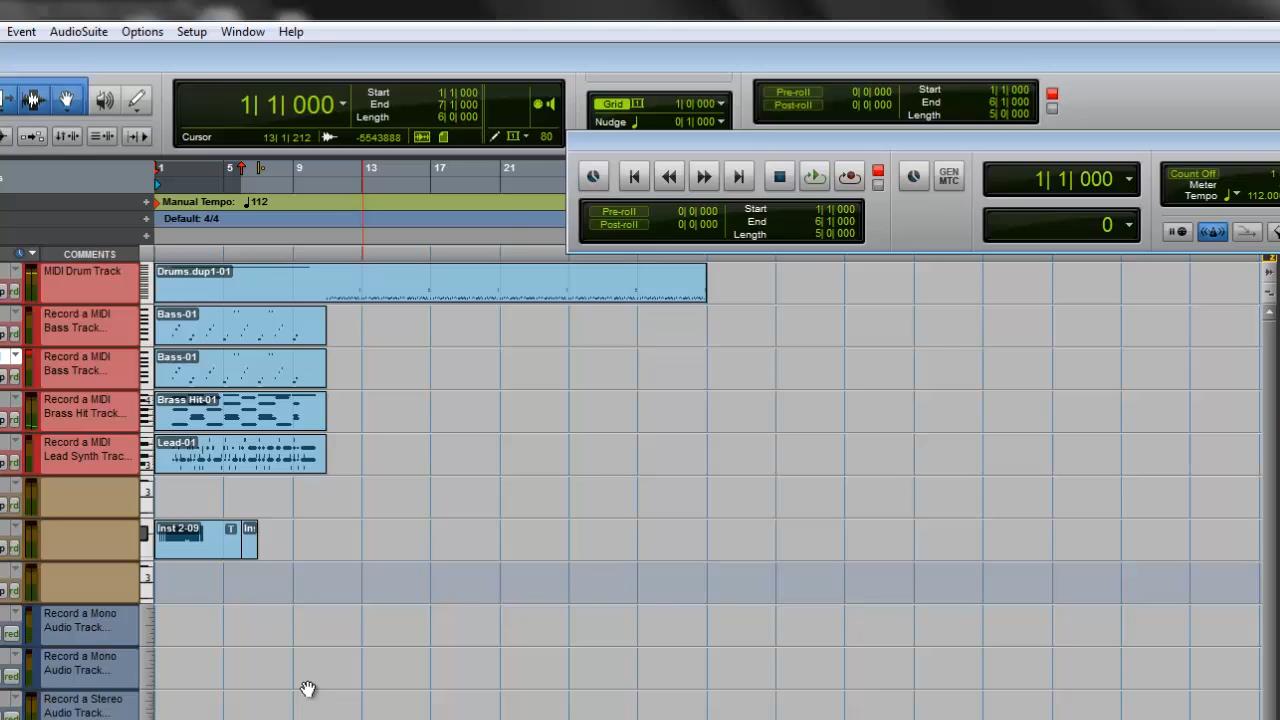 Event AudioSuite Options Setup Window Help
1| 1| 000
Start 1| 1| 000
End 7| 1| 000
Length 6| 0| 000
Cursor 13| 1| 212 -5543888 80
Grid 1| 0| 000
Nudge 0| 1| 000
Pre-roll 0| 0| 000
Post-roll 0| 0| 000
Start 1| 1| 000
End 6| 1| 000
Length 5| 0| 000
1 5 9 13 17 21
Manual Tempo: 112
Default: 4/4
GEN
MTC
1| 1| 000
0
Count Off 1
Meter
Tempo 112.00
Pre-roll 0| 0| 000
Post-roll 0| 0| 000
Start 1| 1| 000
End 6| 1| 000
Length 5| 0| 000
COMMENTS
MIDI Drum Track
Drums.dup1-01
Record a MIDI
Bass Track...
Bass-01
Record a MIDI
Bass Track...
Bass-01
Record a MIDI
Brass Hit Track...
Brass Hit-01
Record a MIDI
Lead Synth Trac...
Lead-01
3
Inst 2-09 T Ins
3
Record a Mono
Audio Track...
Record a Mono
Audio Track...
Record a Stereo
Audio Track...